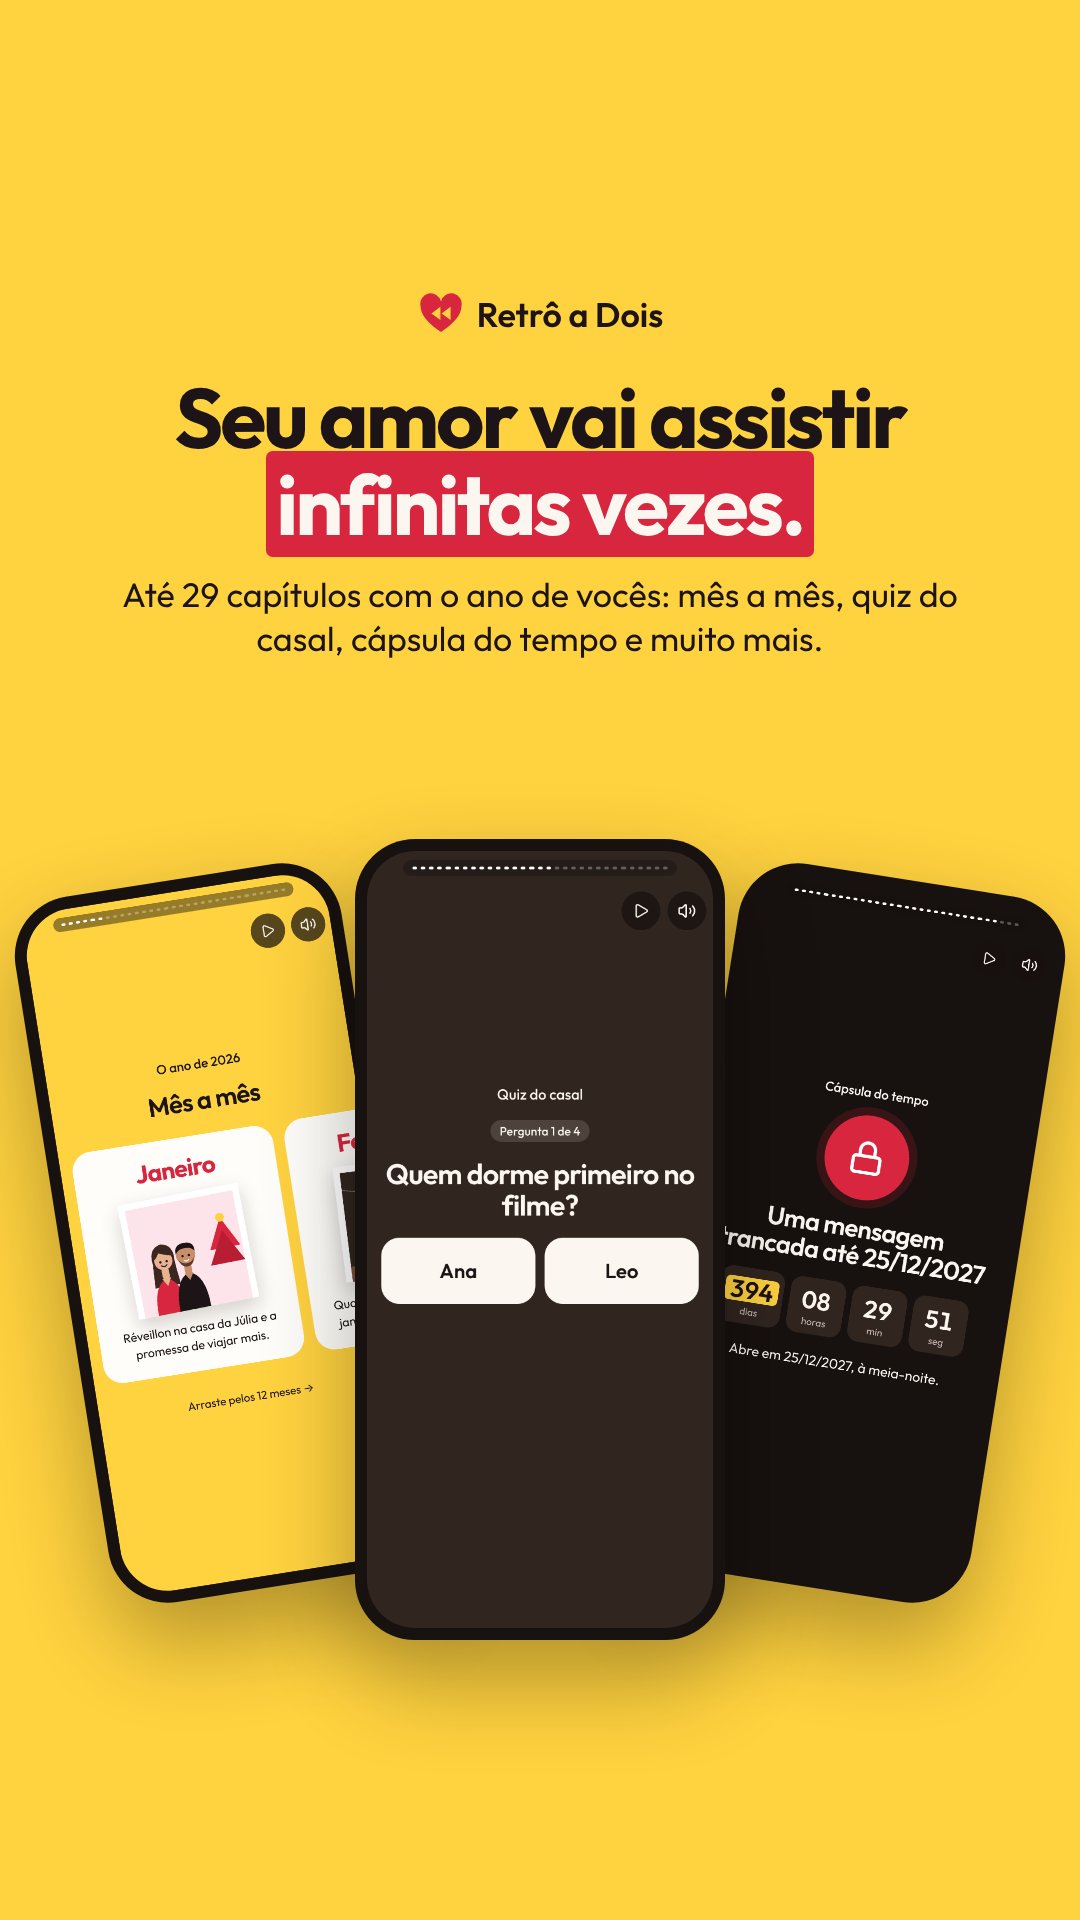 Retrô a Dois
Seu amor vai assistir
infinitas vezes.
Até 29 capítulos com o ano de vocês: mês a mês, quiz do
casal, cápsula do tempo e muito mais.
O ano de 2026
Mês a mês
Janeiro
Réveillon na casa da Júlia e a
promessa de viajar mais.
Arraste pelos 12 meses →
Quiz do casal
Pergunta 1 de 4
Quem dorme primeiro no
filme?
Ana
Leo
Cápsula do tempo
Uma mensagem
trancada até 25/12/2027
394 08 29 51
dias horas min seg
Abre em 25/12/2027, à meia-noite.